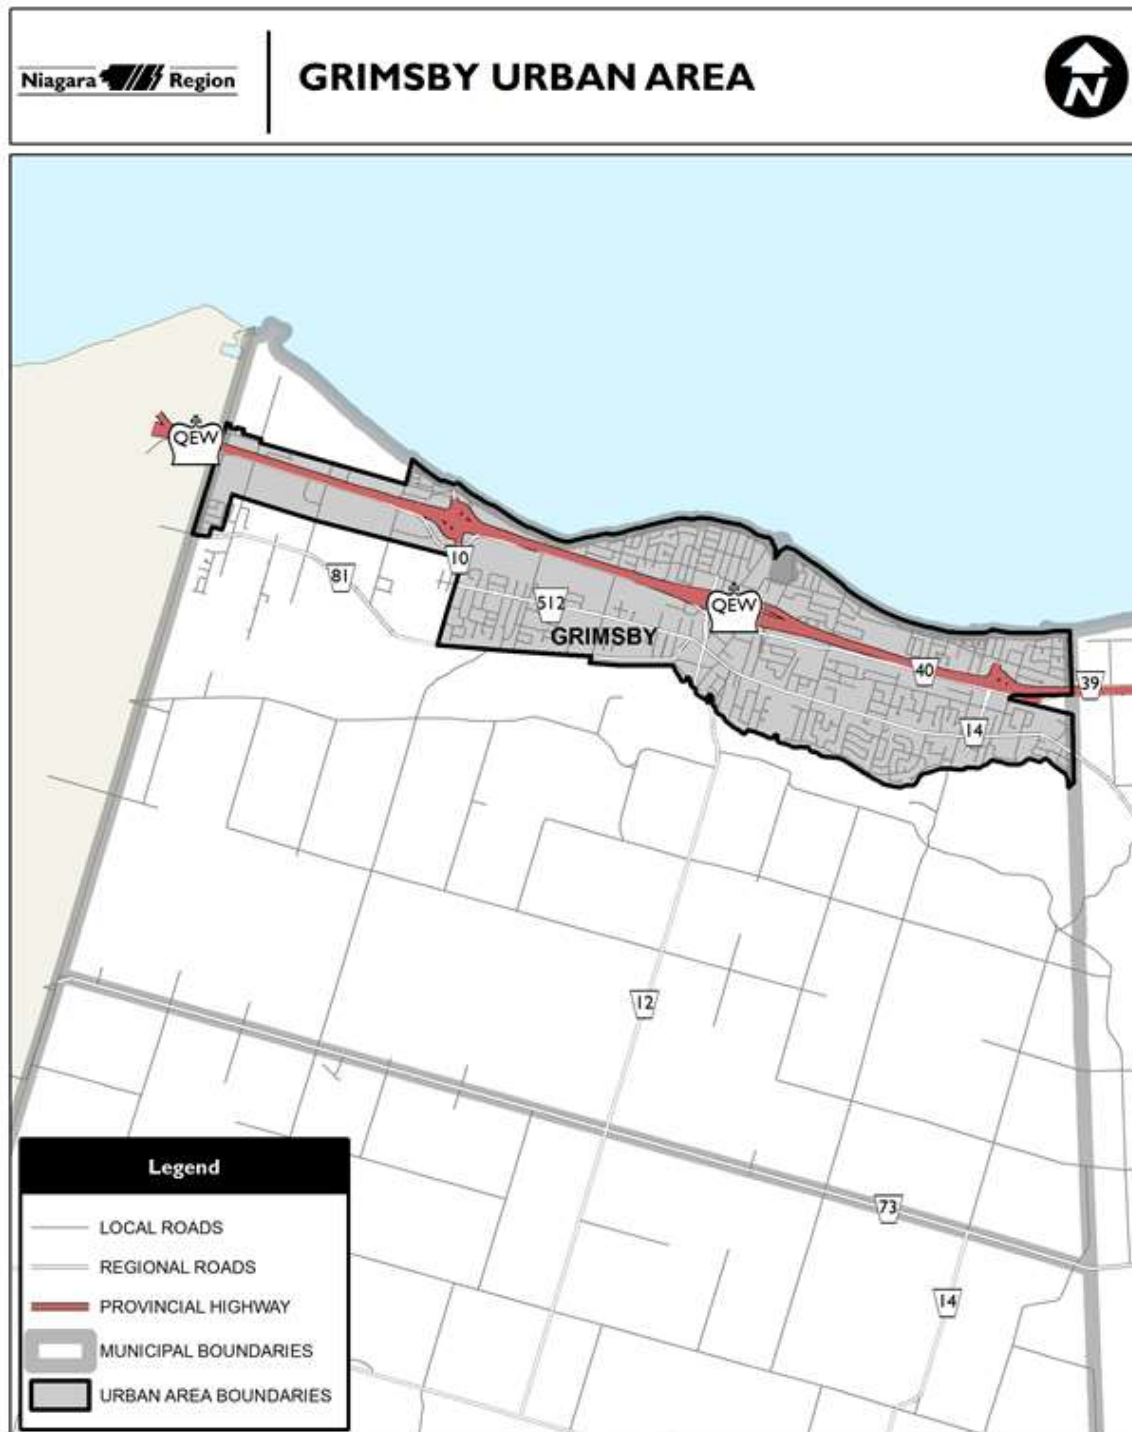 Niagara Region
GRIMSBY URBAN AREA
N
QEW
10
81
512
QEW
GRIMSBY
40
39
14
12
73
14
Legend
LOCAL ROADS
REGIONAL ROADS
PROVINCIAL HIGHWAY
MUNICIPAL BOUNDARIES
URBAN AREA BOUNDARIES